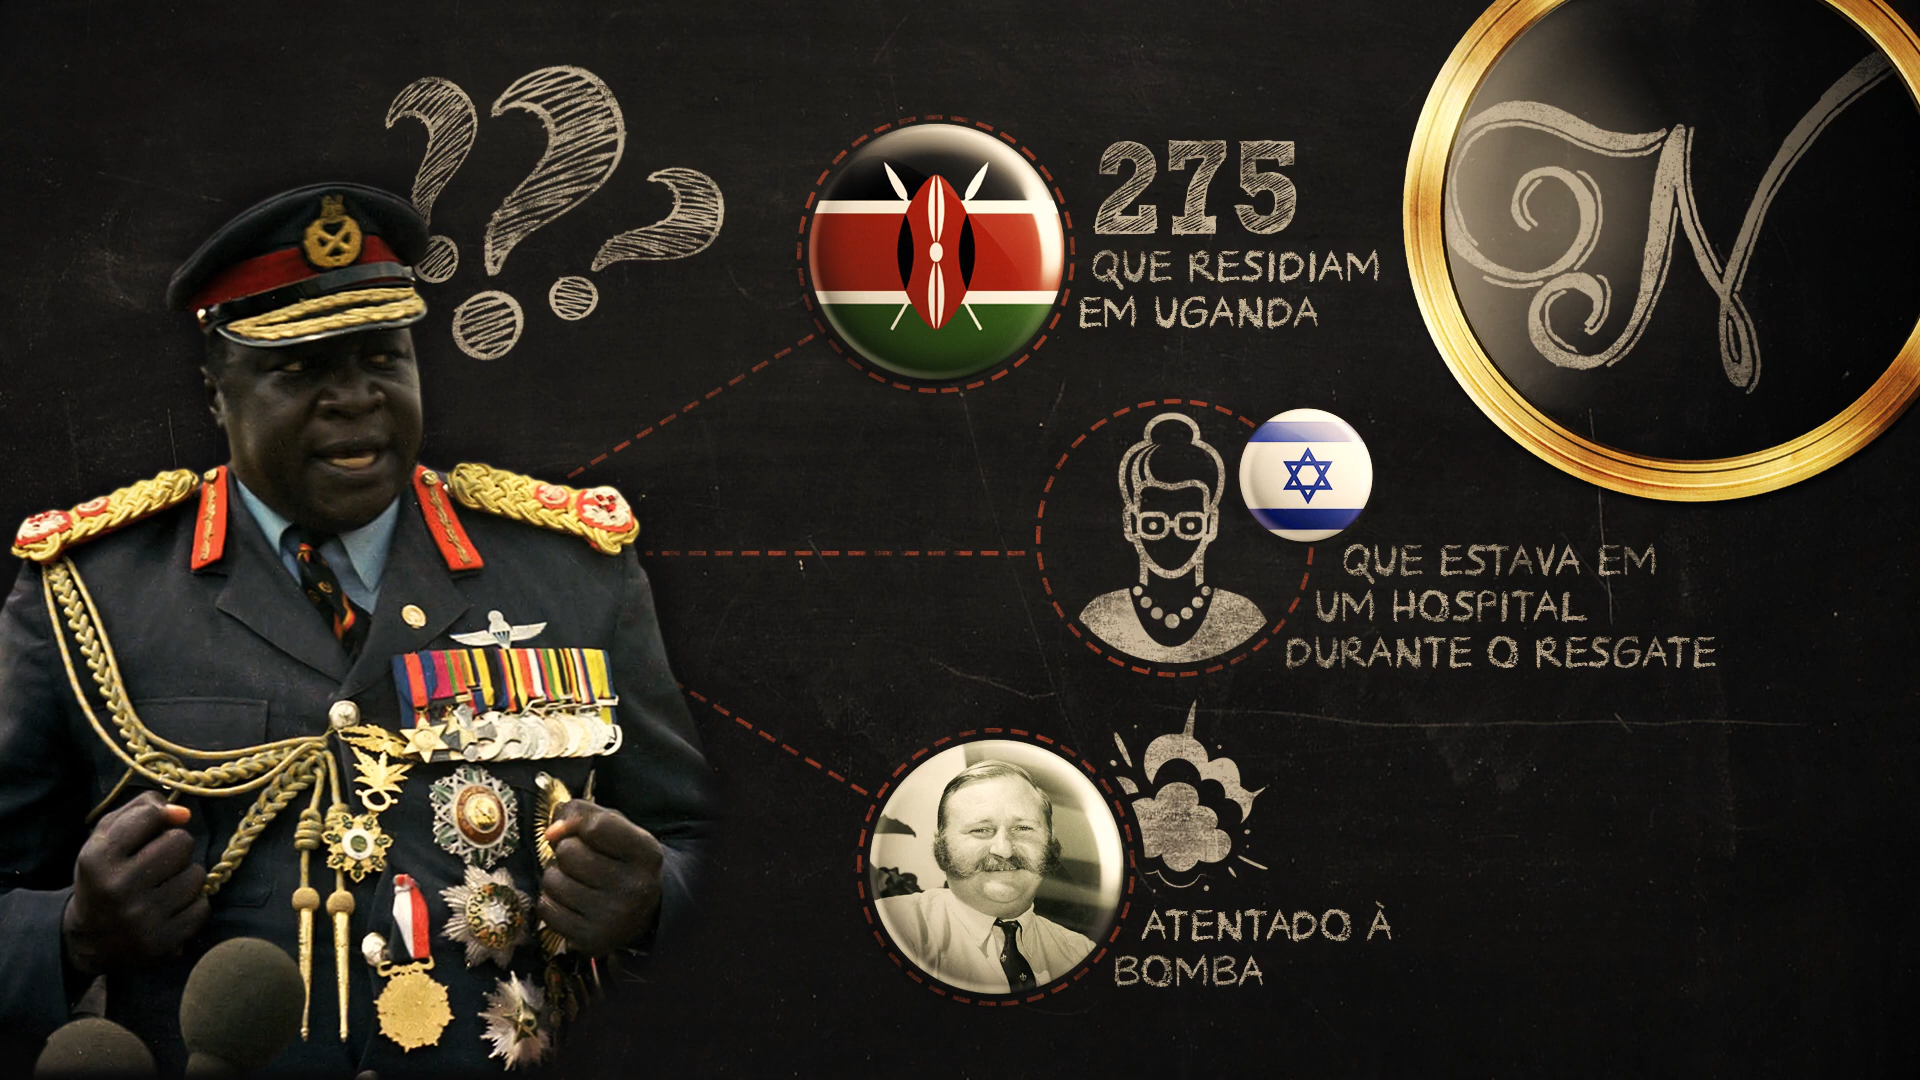 ???
275
QUE RESIDIAM
EM UGANDA
N
QUE ESTAVA EM
UM HOSPITAL
DURANTE O RESGATE
ATENTADO À
BOMBA